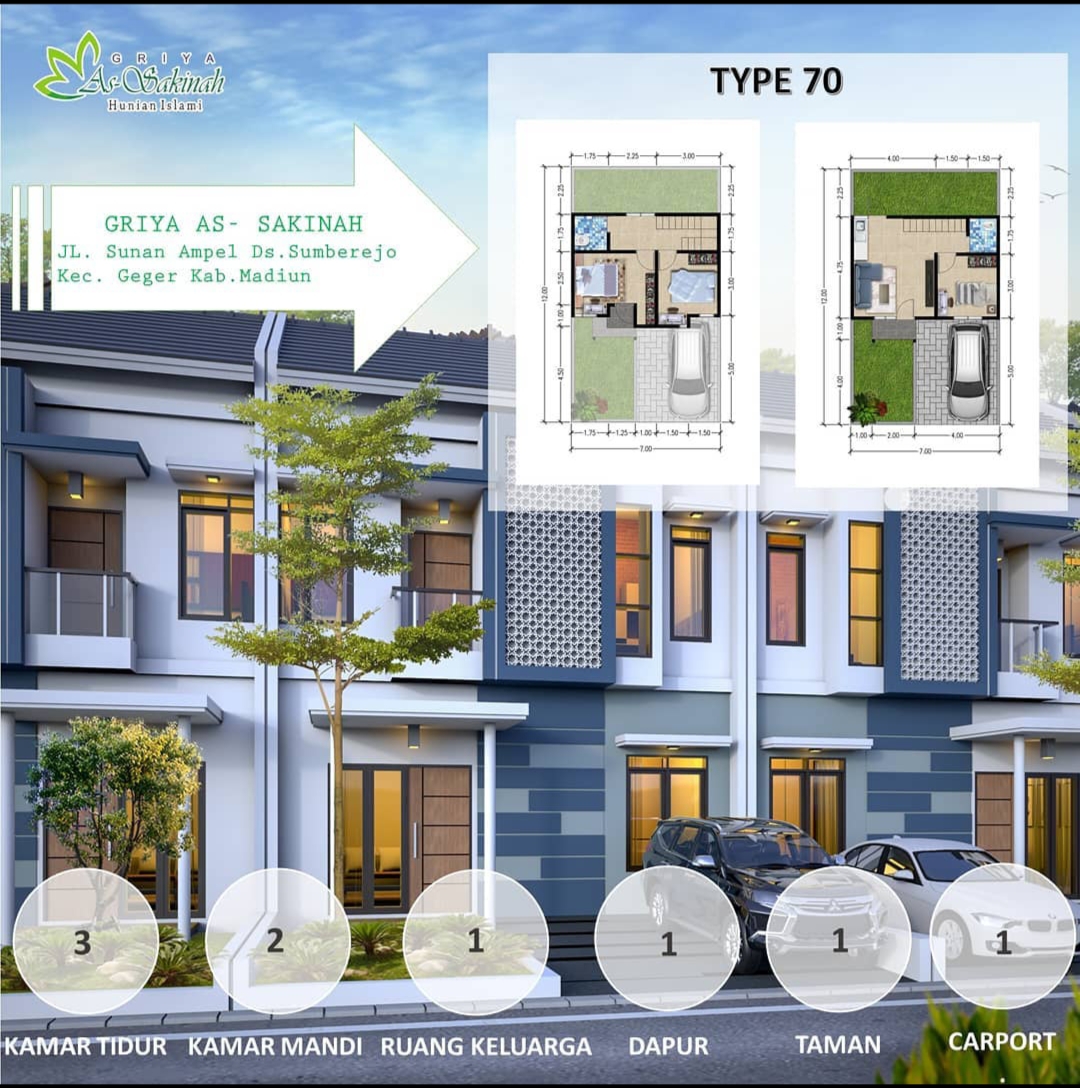 GRIYA
As-Sakinah
Hunian Islami
TYPE 70
GRIYA AS- SAKINAH
JL. Sunan Ampel Ds.Sumberejo
Kec. Geger Kab.Madiun
1.75 2.25 3.00
2.25 1.75 2.50 1.00 4.50
12.00
2.25 1.75 3.00 5.00
1.75 1.25 1.00 1.50 1.50
7.00
4.00 1.50 1.50
2.25 4.75 1.00 4.00
12.00
2.25 1.75 3.00 5.00
1.00 2.00 4.00
7.00
3 2 1 1 1 1
KAMAR TIDUR KAMAR MANDI RUANG KELUARGA DAPUR TAMAN CARPORT